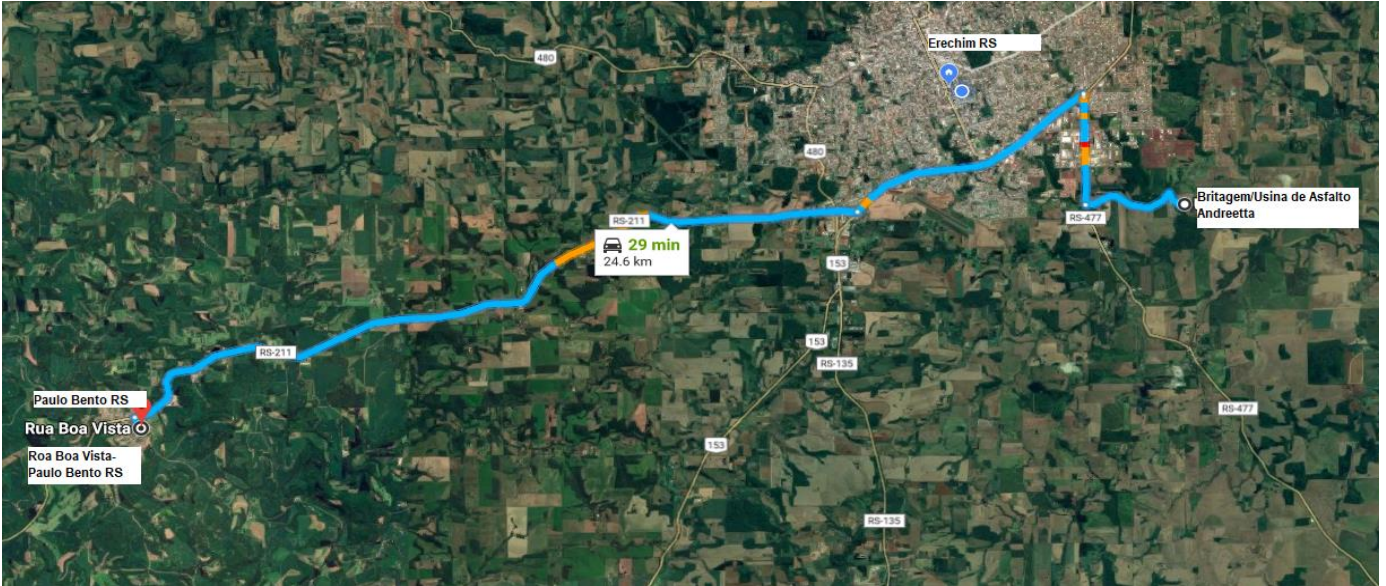 Erechim RS
480
480
Britagem/Usina de Asfalto
Andreetta
RS-477
RS-211
29 min
24.6 km
153
153
RS-135
RS-211
Paulo Bento RS
Rua Boa Vista
Roa Boa Vista-
Paulo Bento RS
RS-477
153
RS-135